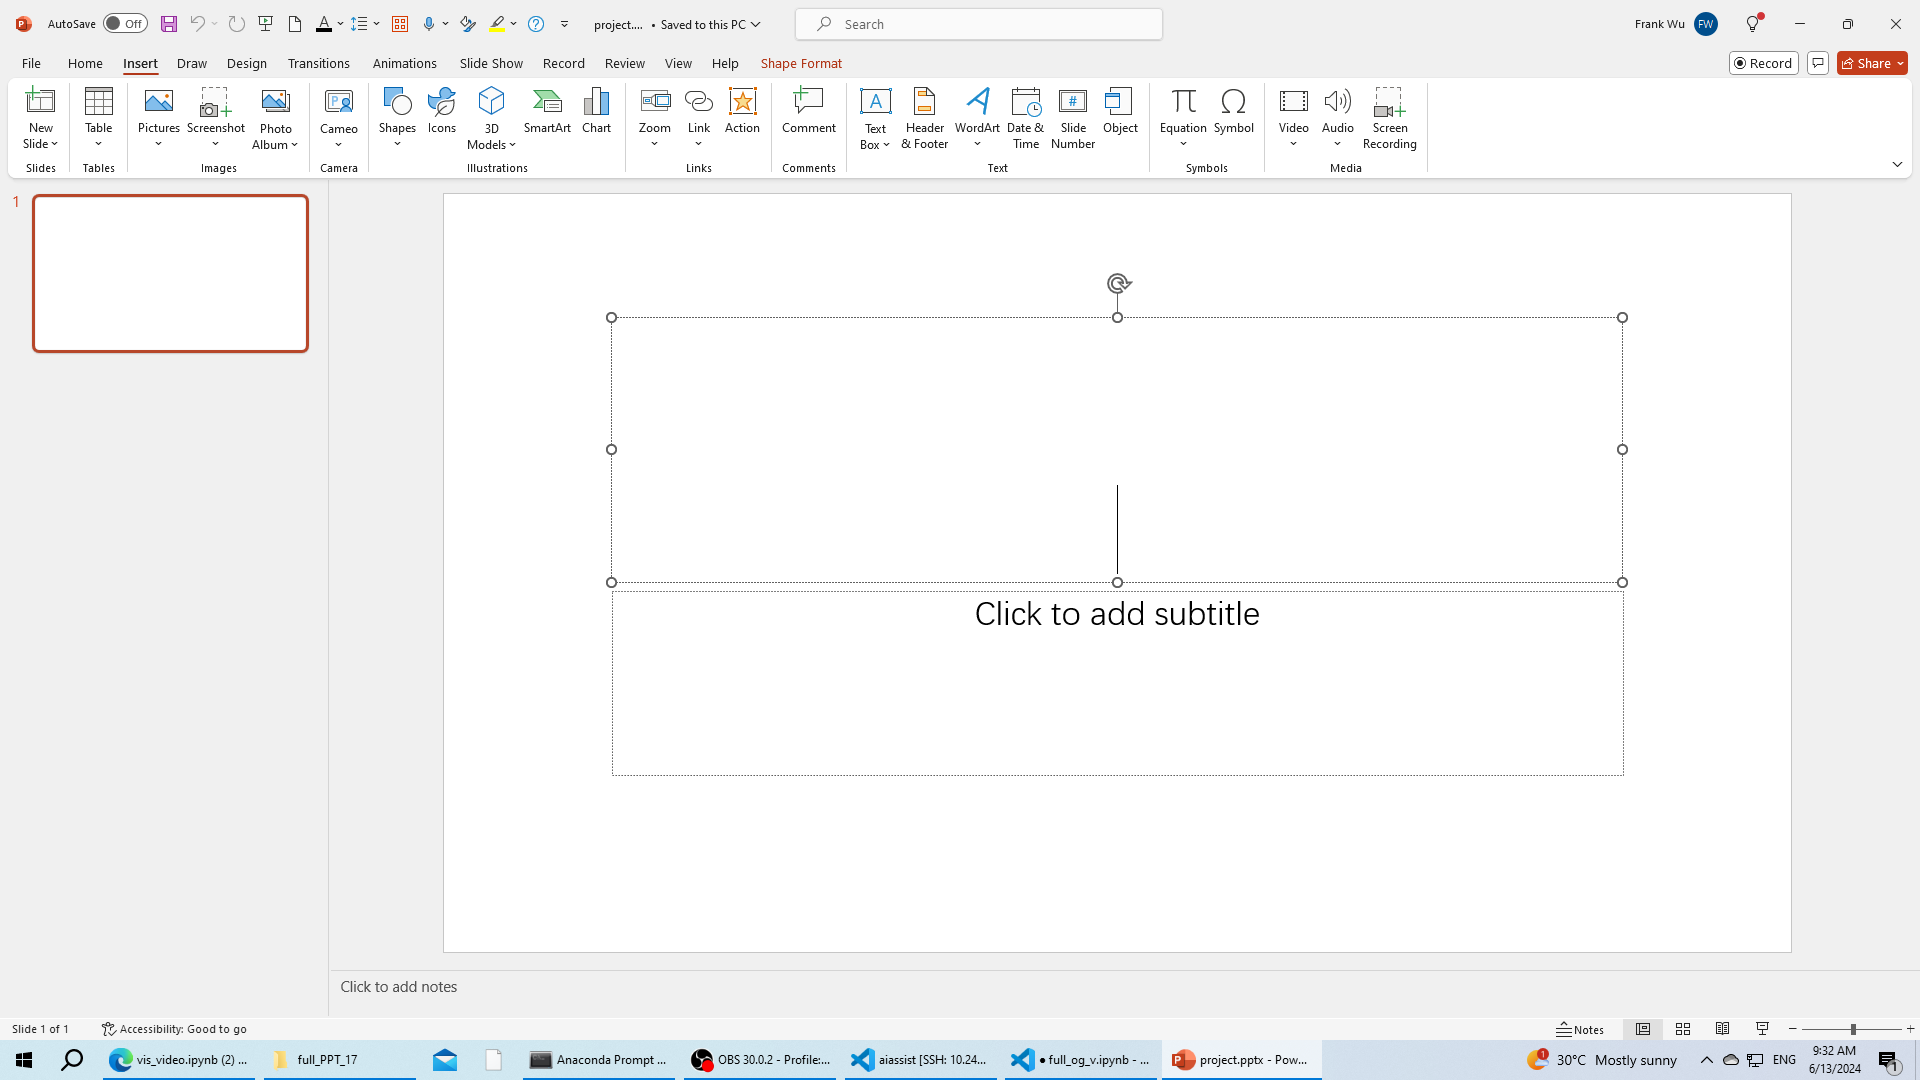 AutoSave Off project.... • Saved to this PC Search Frank Wu FW
File Home Insert Draw Design Transitions Animations Slide Show Record Review View Help Shape Format Record Share
New Slide
Table
Pictures
Screenshot
Photo Album
Cameo
Shapes
Icons
3D Models
SmartArt
Chart
Zoom
Link
Action
Comment
Text Box
Header & Footer
WordArt
Date & Time
Slide Number
Object
Equation
Symbol
Video
Audio
Screen Recording
Slides Tables Images Camera Illustrations Links Comments Text Symbols Media
1
Click to add subtitle
Click to add notes
Slide 1 of 1 Accessibility: Good to go Notes
vis_video.ipynb (2) ... full_PPT_17 Anaconda Prompt ... OBS 30.0.2 - Profile:... aiassist [SSH: 10.24... ● full_og_v.ipynb - ... project.pptx - Pow... 1 30°C Mostly sunny ENG 9:32 AM
6/13/2024 1